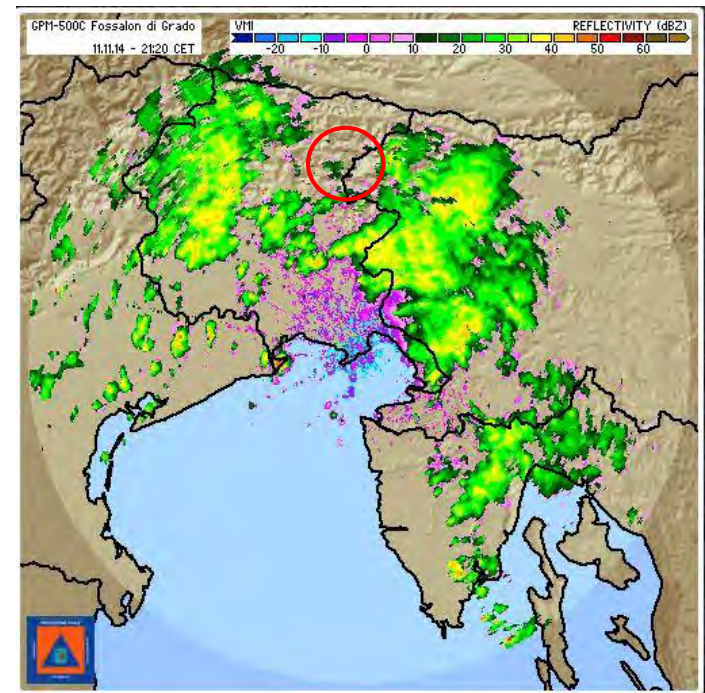 GPM-500C Fossalon di Grado
11.11.14 - 21:20 CET
VMI REFLECTIVITY (dBZ)
-20 -10 0 10 20 30 40 50 60